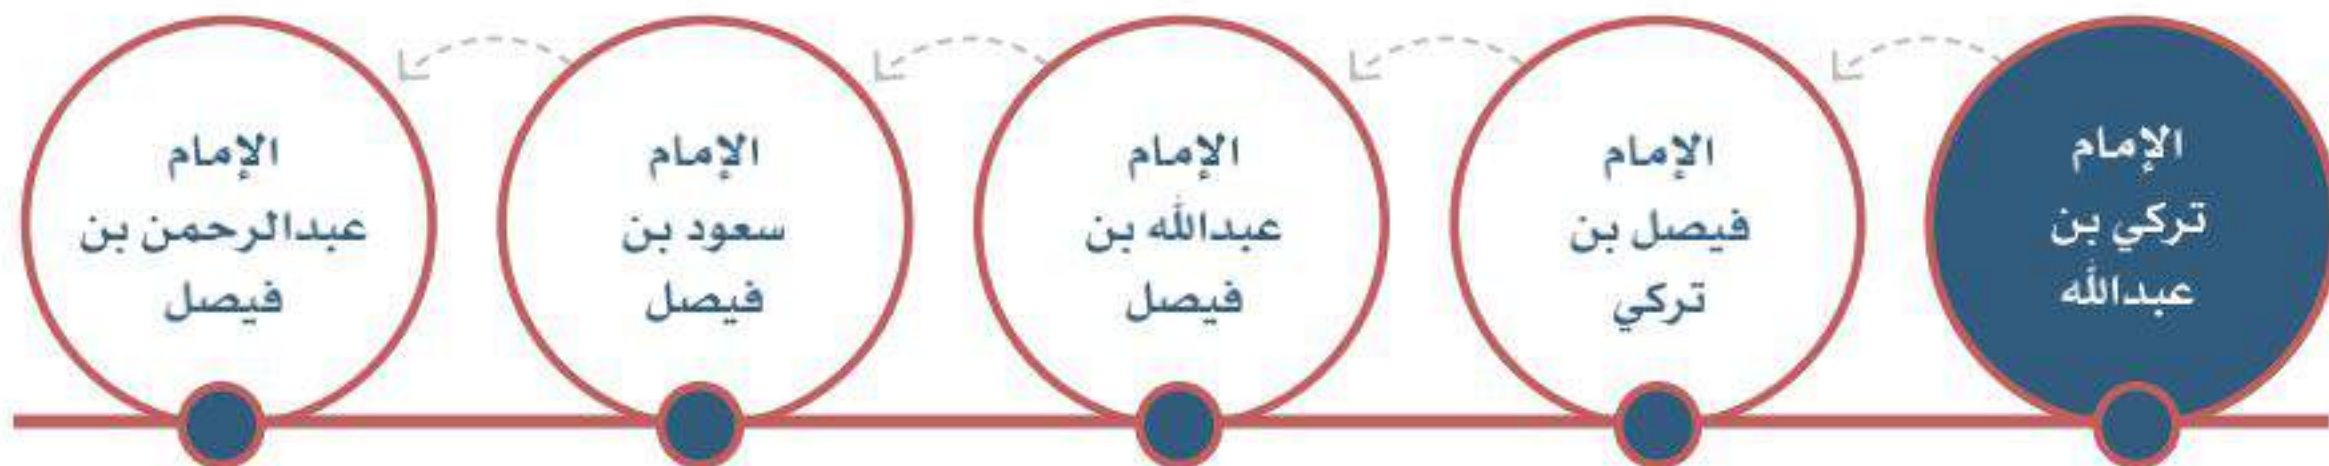 الإمام
تركي بن
عبدالله
الإمام
فيصل بن
تركي
الإمام
عبدالله بن
فيصل
الإمام
سعود بن
فيصل
الإمام
عبدالرحمن بن
فيصل